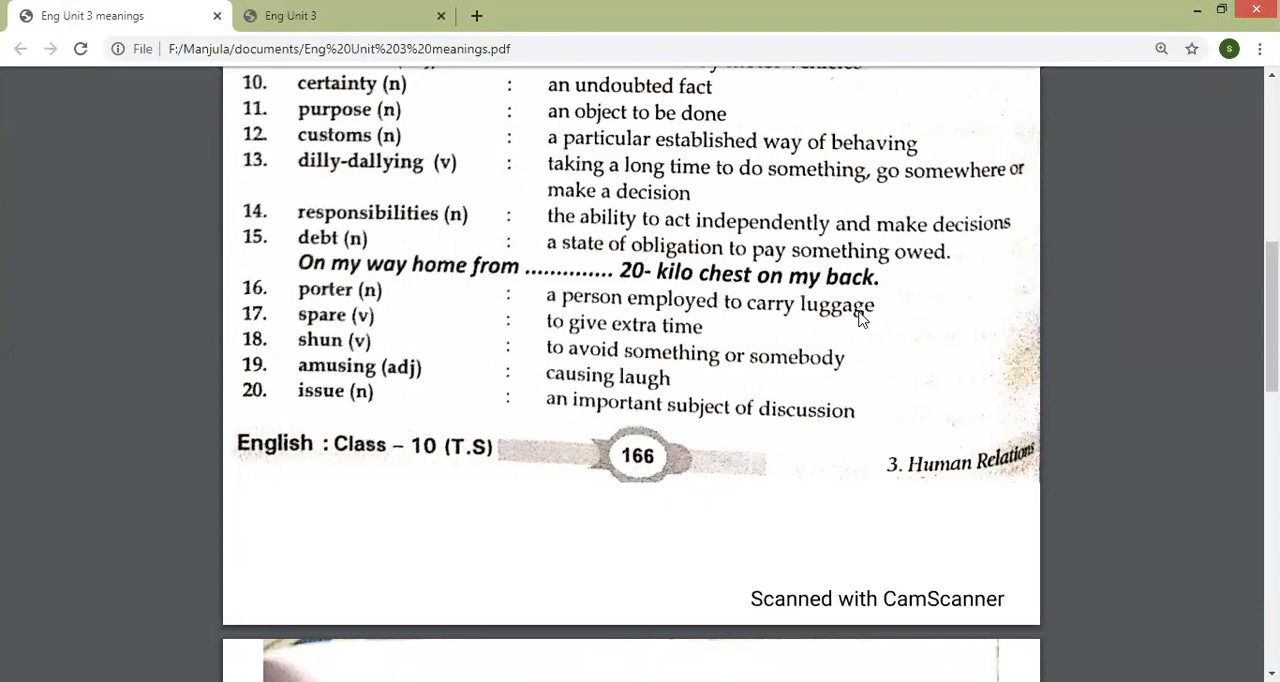 Eng Unit 3 meanings
Eng Unit 3
File F:/Manjula/documents/Eng%20Unit%203%20meanings.pdf
s
10. certainty (n) : an undoubted fact
11. purpose (n) : an object to be done
12. customs (n) : a particular established way of behaving
13. dilly-dallying (v) : taking a long time to do something, go somewhere or
make a decision
14. responsibilities (n) : the ability to act independently and make decisions
15. debt (n) : a state of obligation to pay something owed.
On my way home from .............. 20- kilo chest on my back.
16. porter (n) : a person employed to carry luggage
17. spare (v) : to give extra time
18. shun (v) : to avoid something or somebody
19. amusing (adj) : causing laugh
20. issue (n) : an important subject of discussion
English : Class – 10 (T.S) 166 3. Human Relations
Scanned with CamScanner